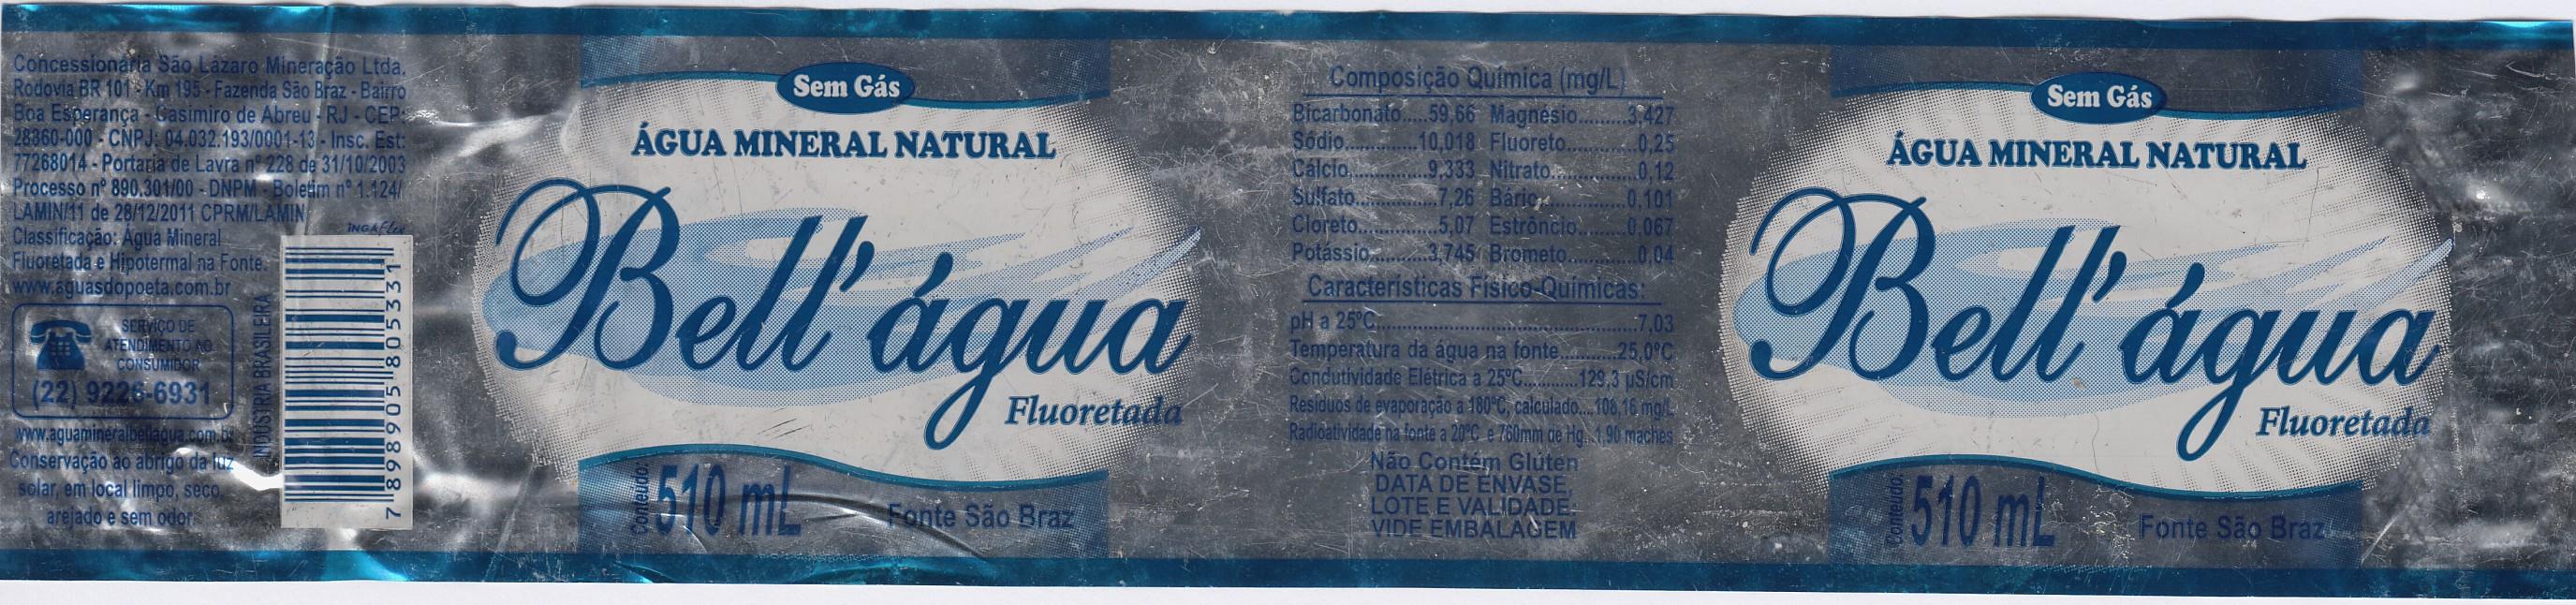 Concessionária São Lázaro Mineração Ltda.
Rodovia BR 101 - Km 195 - Fazenda São Braz - Bairro
Boa Esperança - Casimiro de Abreu - RJ - CEP:
28860-000 - CNPJ: 04.032.193/0001-13 - Insc. Est:
77268014 - Portaria de Lavra nº 228 de 31/10/2003
Processo nº 890.301/00 - DNPM - Boletim nº 1.124/
LAMIN/11 de 28/12/2011 CPRM/LAMIN
Classificação: Água Mineral
Fluoretada e Hipotermal na Fonte.
www.aguasdopoeta.com.br
SERVIÇO DE
ATENDIMENTO AO
CONSUMIDOR
(22) 9226-6931
www.aguamineralbellagua.com.br
Conservação ao abrigo da luz
solar, em local limpo, seco,
arejado e sem odor.
INDÚSTRIA BRASILEIRA
INGAflex
7 898905 805331
Sem Gás
ÁGUA MINERAL NATURAL
Bell'água
Fluoretada
Conteúdo:
510 mL
Fonte São Braz
Composição Química (mg/L)
Bicarbonato.....59,66 Magnésio.........3,427
Sódio............10,018 Fluoreto.............0,25
Cálcio.............9,333 Nitrato...............0,12
Sulfato..............7,26 Bário...............0,101
Cloreto..............5,07 Estrôncio........0,067
Potássio..........3,745 Brometo............0,04
Características Físico-Químicas:
pH a 25ºC............................................7,03
Temperatura da água na fonte..........25,0ºC
Condutividade Elétrica a 25ºC...........129,3 µS/cm
Resíduos de evaporação a 180ºC, calculado....108,16 mg/L
Radioatividade na fonte a 20ºC e 760mm de Hg...1,90 maches
Não Contém Glúten
DATA DE ENVASE,
LOTE E VALIDADE:
VIDE EMBALAGEM
Sem Gás
ÁGUA MINERAL NATURAL
Bell'água
Fluoretada
Conteúdo:
510 mL
Fonte São Braz